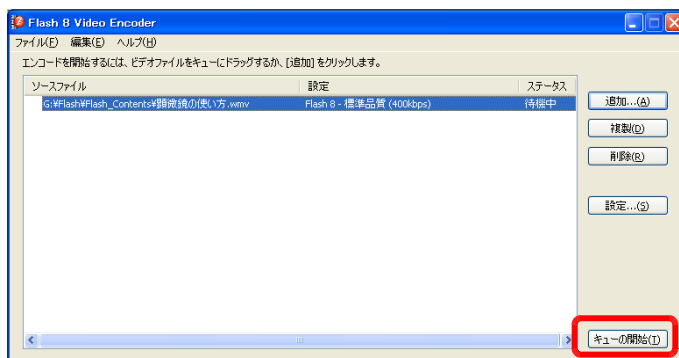 Flash 8 Video Encoder
ファイル(F) 編集(E) ヘルプ(H)
エンコードを開始するには、ビデオファイルをキューにドラッグするか、[追加] をクリックします。
ソースファイル 設定 ステータス
G:¥Flash¥Flash_Contents¥顕微鏡の使い方.wmv Flash 8 - 標準品質 (400kbps) 待機中
追加...(A)
複製(D)
削除(R)
設定...(S)
キューの開始(T)